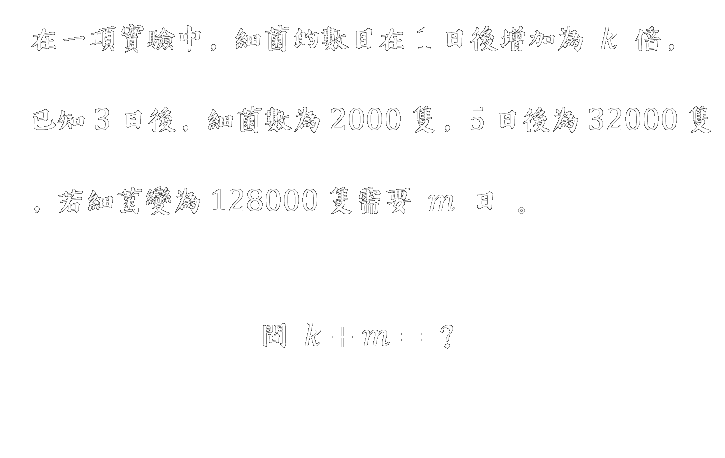 在一項實驗中，細菌的數目在 1 日後增加為 k 倍，
已知 3 日後，細菌數為 2000 隻，5 日後為 32000 隻
，若細菌變為 128000 隻需要 m 日 。
問 k + m = ?